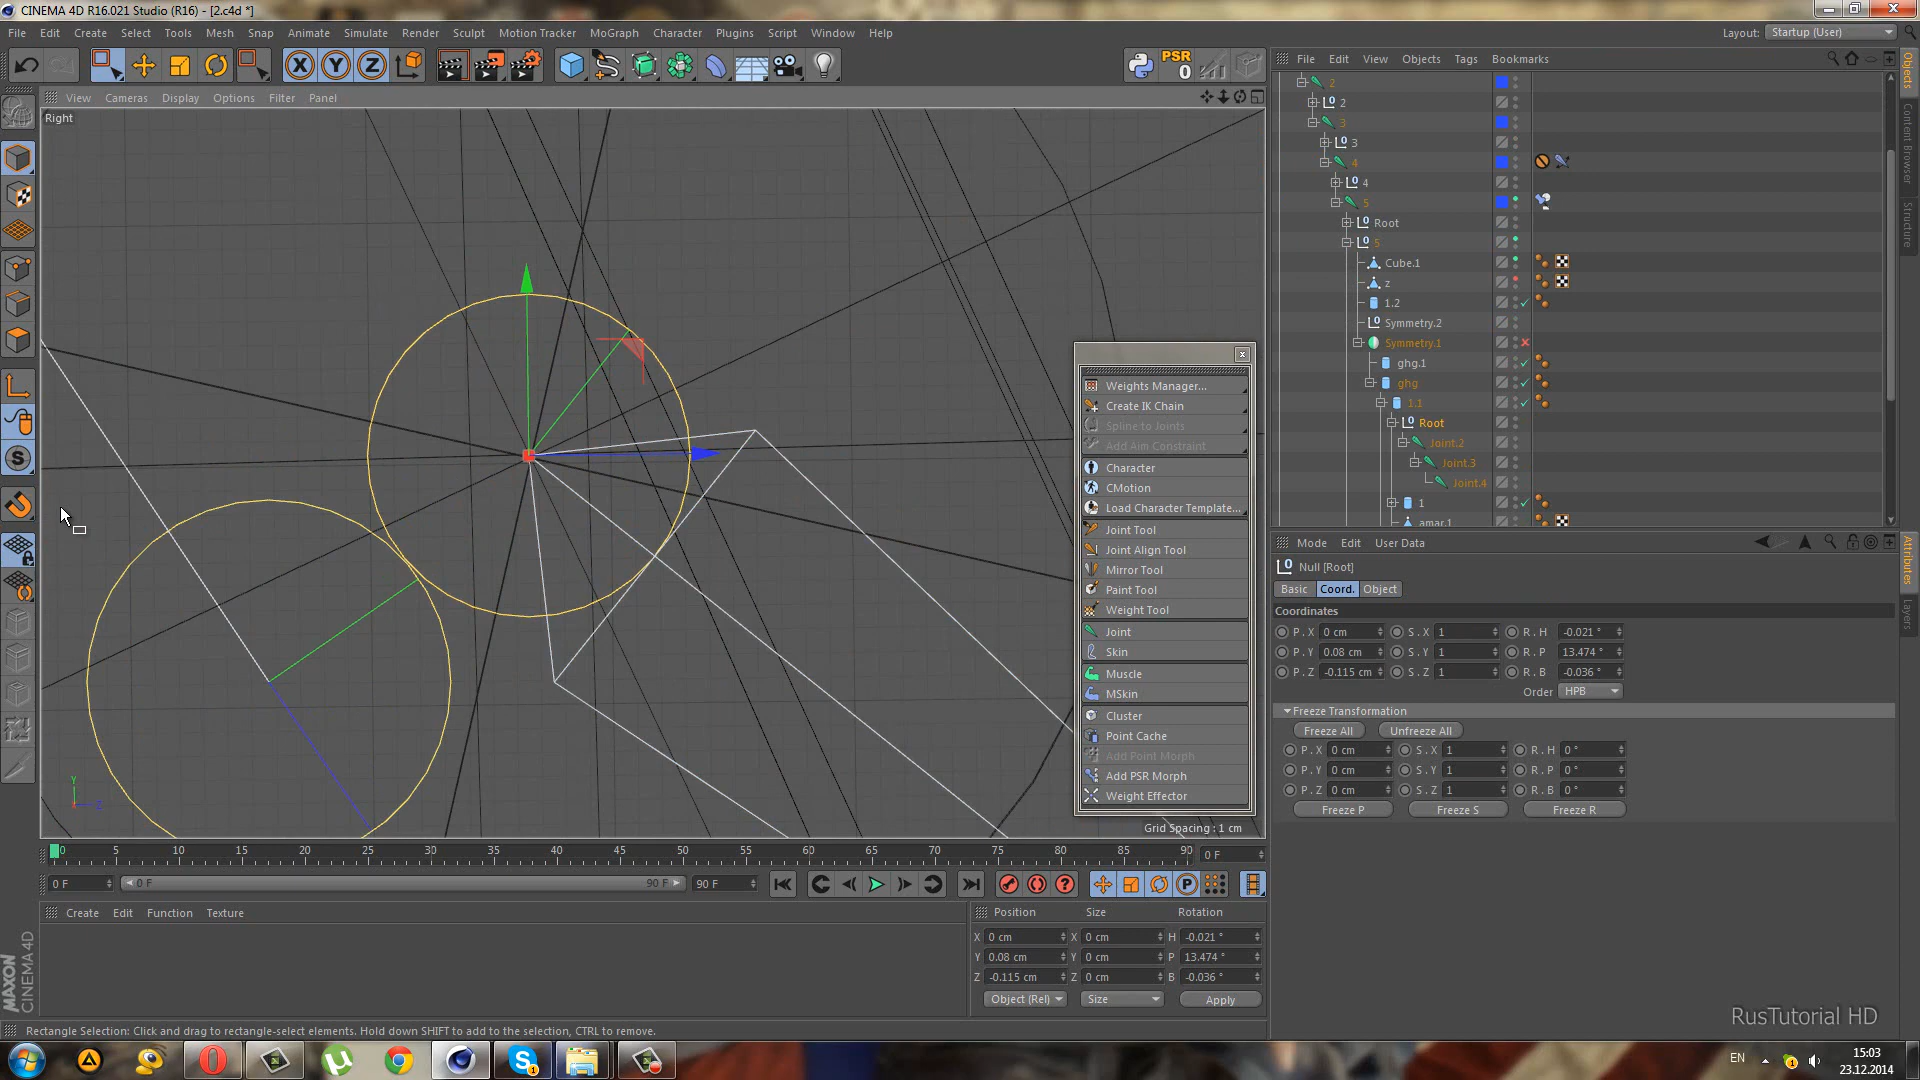 CINEMA 4D R16.021 Studio (R16) - [2.c4d *]
File Edit Create Select Tools Mesh Snap Animate Simulate Render Sculpt Motion Tracker MoGraph Character Plugins Script Window Help
Layout: Startup (User)
PSR
0
File Edit View Objects Tags Bookmarks
View Cameras Display Options Filter Panel
Right
2
2
3
3
4
4
5
Root
5
Cube.1
z
1.2
Symmetry.2
Symmetry.1
ghg.1
ghg
1.1
Root
Joint.2
Joint.3
Joint.4
1
amar.1
Objects
Content Browser
Structure
Attributes
Layers
Weights Manager...
Create IK Chain
Spline to Joints
Add Aim Constraint
Character
CMotion
Load Character Template...
Joint Tool
Joint Align Tool
Mirror Tool
Paint Tool
Weight Tool
Joint
Skin
Muscle
MSkin
Cluster
Point Cache
Add Point Morph
Add PSR Morph
Weight Effector
Grid Spacing : 1 cm
Y
Z
Mode Edit User Data
Null [Root]
Basic Coord. Object
Coordinates
P . X 0 cm S . X 1 R . H -0.021 °
P . Y 0.08 cm S . Y 1 R . P 13.474 °
P . Z -0.115 cm S . Z 1 R . B -0.036 °
Order HPB
Freeze Transformation
Freeze All Unfreeze All
P . X 0 cm S . X 1 R . H 0 °
P . Y 0 cm S . Y 1 R . P 0 °
P . Z 0 cm S . Z 1 R . B 0 °
Freeze P Freeze S Freeze R
0 5 10 15 20 25 30 35 40 45 50 55 60 65 70 75 80 85 90 0 F
0 F 0 F 90 F 90 F
Create Edit Function Texture
Position Size Rotation
X 0 cm X 0 cm H -0.021 °
Y 0.08 cm Y 0 cm P 13.474 °
Z -0.115 cm Z 0 cm B -0.036 °
Object (Rel) Size Apply
MAXON
CINEMA 4D
Rectangle Selection: Click and drag to rectangle-select elements. Hold down SHIFT to add to the selection, CTRL to remove.
RusTutorial HD
EN
15:03
23.12.2014